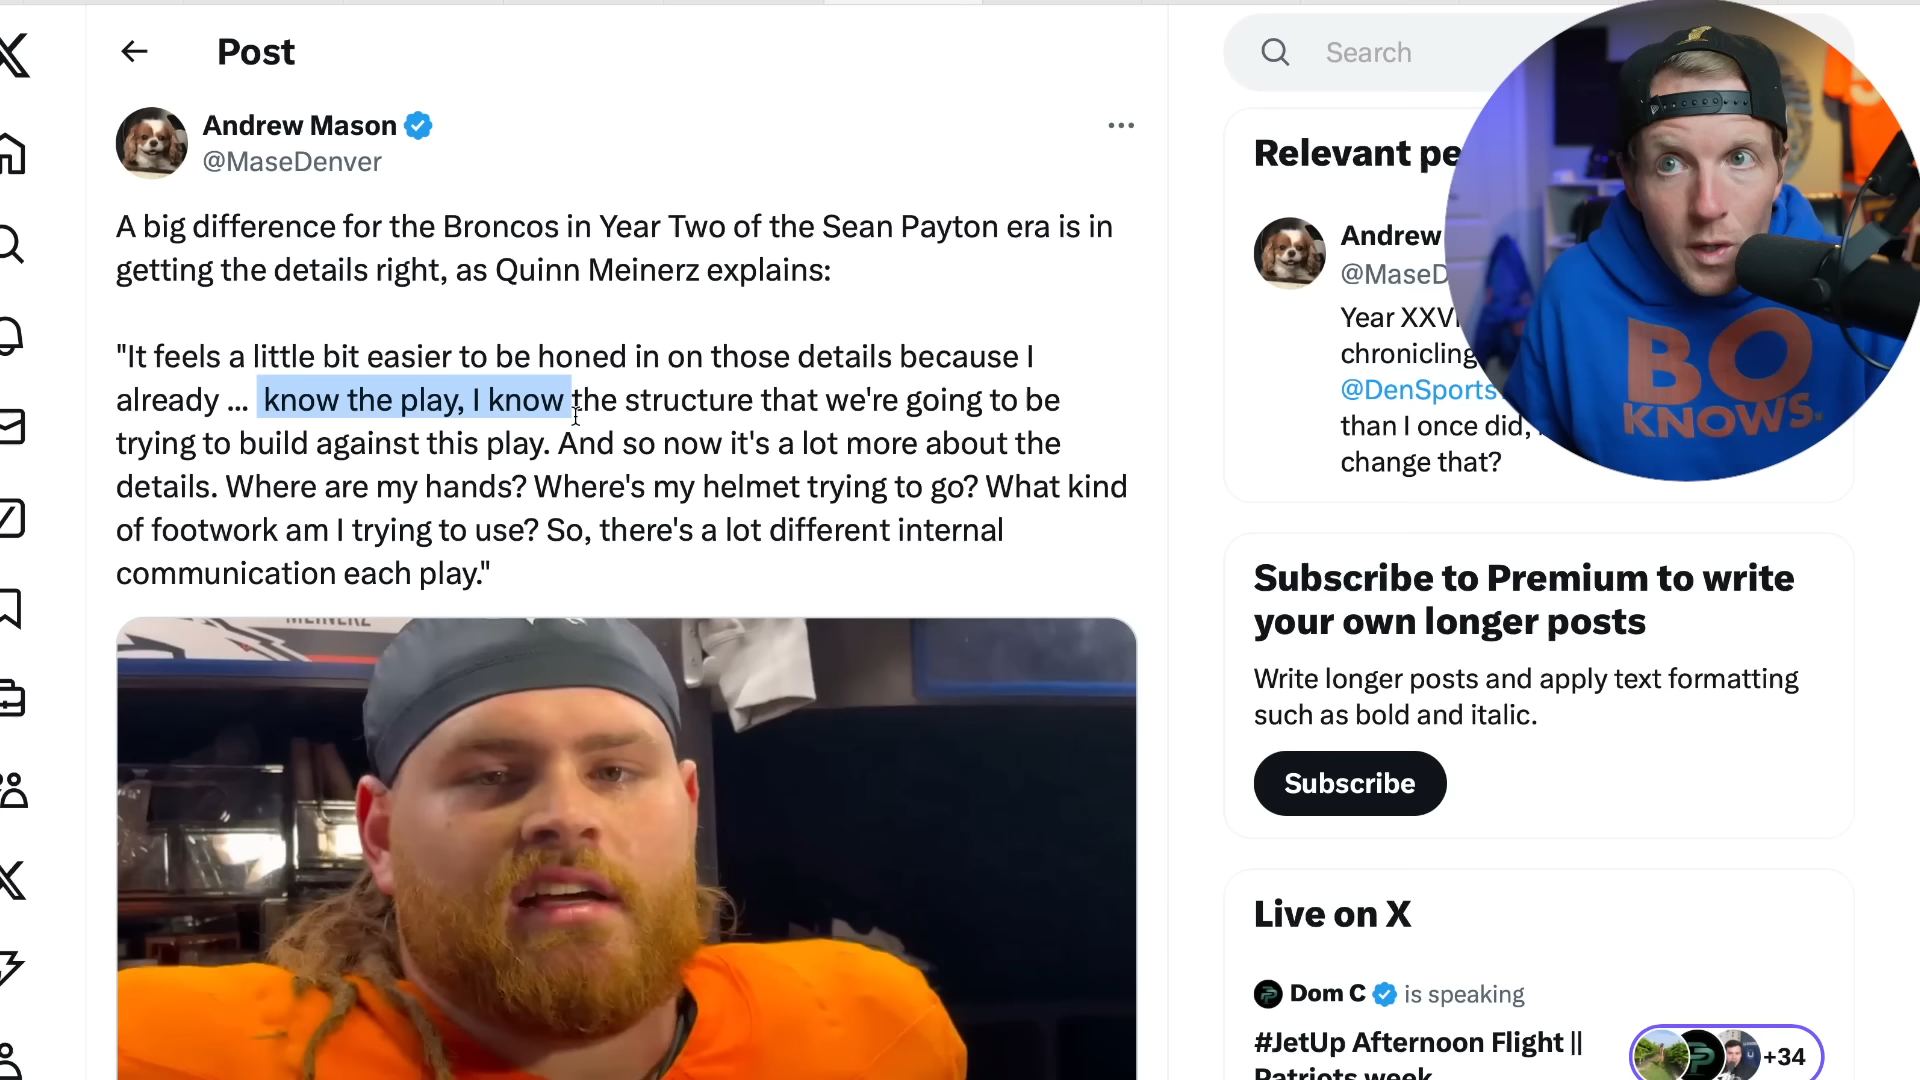 Post
Andrew Mason
@MaseDenver
A big difference for the Broncos in Year Two of the Sean Payton era is in
getting the details right, as Quinn Meinerz explains:
"It feels a little bit easier to be honed in on those details because I
already ... know the play, I know the structure that we're going to be
trying to build against this play. And so now it's a lot more about the
details. Where are my hands? Where's my helmet trying to go? What kind
of footwork am I trying to use? So, there's a lot different internal
communication each play."
MEINERZ
Search
Relevant pe
Andrew
@MaseD
Year XXVI
chronicling
@DenSports
than I once did,
change that?
BO
KNOWS.
Subscribe to Premium to write
your own longer posts
Write longer posts and apply text formatting
such as bold and italic.
Subscribe
Live on X
Dom C is speaking
#JetUp Afternoon Flight ||
Patriots week
+34